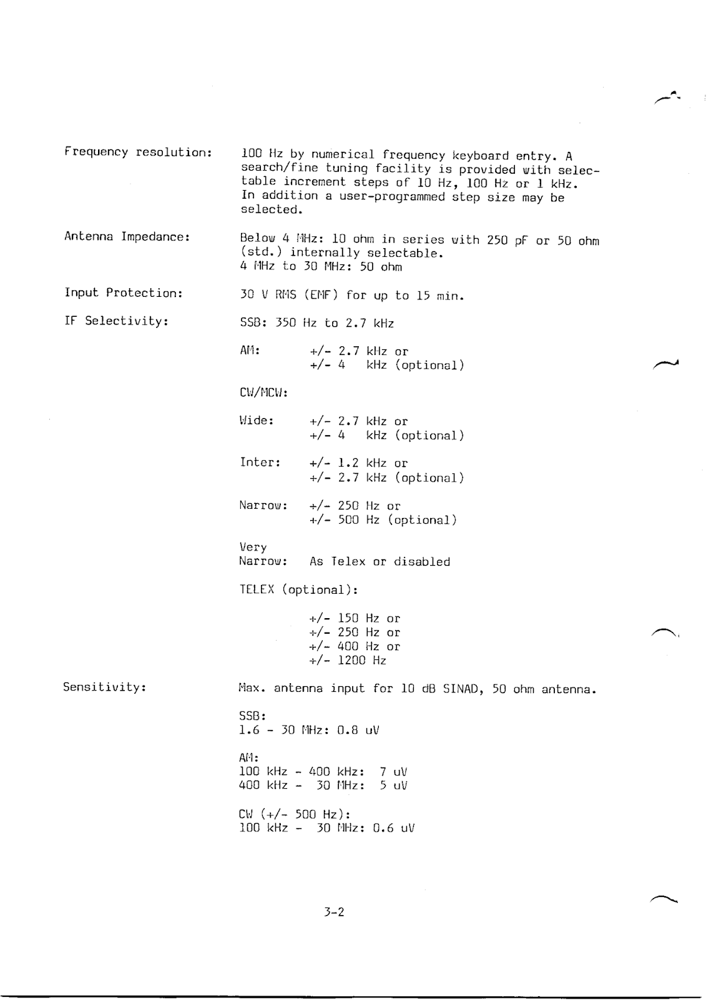 Frequency resolution: 100 Hz by numerical frequency keyboard entry. A
search/fine tuning facility is provided with selec-
table increment steps of 10 Hz, 100 Hz or 1 kHz.
In addition a user-programmed step size may be
selected.
Antenna Impedance: Below 4 MHz: 10 ohm in series with 250 pF or 50 ohm
(std.) internally selectable.
4 MHz to 30 MHz: 50 ohm
Input Protection: 30 V RMS (EMF) for up to 15 min.
IF Selectivity: SSB: 350 Hz to 2.7 kHz
AM: +/- 2.7 kHz or
+/- 4 kHz (optional)
CW/MCW:
Wide: +/- 2.7 kHz or
+/- 4 kHz (optional)
Inter: +/- 1.2 kHz or
+/- 2.7 kHz (optional)
Narrow: +/- 250 Hz or
+/- 500 Hz (optional)
Very
Narrow: As Telex or disabled
TELEX (optional):
+/- 150 Hz or
+/- 250 Hz or
+/- 400 Hz or
+/- 1200 Hz
Sensitivity: Max. antenna input for 10 dB SINAD, 50 ohm antenna.
SSB:
1.6 - 30 MHz: 0.8 uV
AM:
100 kHz - 400 kHz: 7 uV
400 kHz - 30 MHz: 5 uV
CW (+/- 500 Hz):
100 kHz - 30 MHz: 0.6 uV
3-2